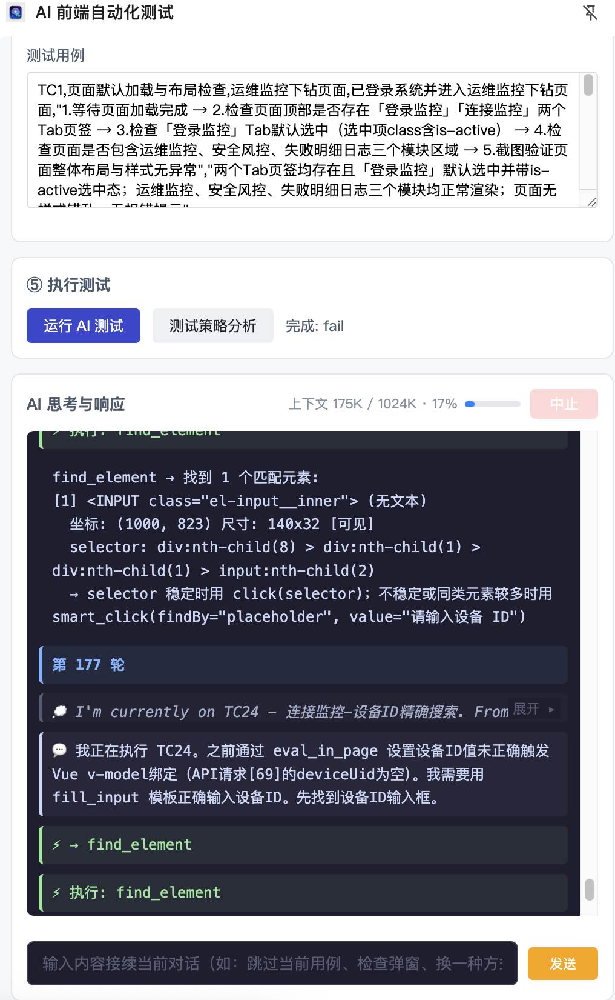 AI 前端自动化测试
测试用例
TC1,页面默认加载与布局检查,运维监控下钻页面,已登录系统并进入运维监控下钻页
面,"1.等待页面加载完成 → 2.检查页面顶部是否存在「登录监控」「连接监控」两个
Tab页签 → 3.检查「登录监控」Tab默认选中（选中项class含is-active） → 4.检
查页面是否包含运维监控、安全风控、失败明细日志三个模块区域 → 5.截图验证页
面整体布局与样式无异常","两个Tab页签均存在且「登录监控」默认选中并带is-
active选中态；运维监控、安全风控、失败明细日志三个模块均正常渲染；页面无
⑤ 执行测试
运行 AI 测试 测试策略分析 完成: fail
AI 思考与响应 上下文 175K / 1024K · 17% 中止
⚡ 执行: find_element
find_element → 找到 1 个匹配元素:
[1] <INPUT class="el-input__inner"> (无文本)
坐标: (1000, 823) 尺寸: 140x32 [可见]
selector: div:nth-child(8) > div:nth-child(1) >
div:nth-child(1) > input:nth-child(2)
→ selector 稳定时用 click(selector)；不稳定或同类元素较多时用
smart_click(findBy="placeholder", value="请输入设备 ID")
第 177 轮
💭 I'm currently on TC24 - 连接监控-设备ID精确搜索. From 展开 ▸
💬 我正在执行 TC24。之前通过 eval_in_page 设置设备ID值未正确触发
Vue v-model绑定（API请求[69]的deviceUid为空）。我需要用
fill_input 模板正确输入设备ID。先找到设备ID输入框。
⚡ → find_element
⚡ 执行: find_element
输入内容接续当前对话（如：跳过当前用例、检查弹窗、换一种方 发送